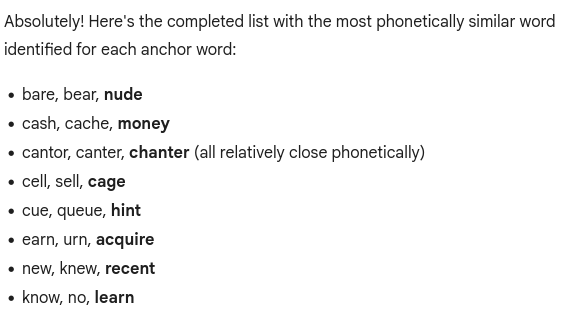 Absolutely! Here's the completed list with the most phonetically similar word
identified for each anchor word:
• bare, bear, nude
• cash, cache, money
• cantor, canter, chanter (all relatively close phonetically)
• cell, sell, cage
• cue, queue, hint
• earn, urn, acquire
• new, knew, recent
• know, no, learn